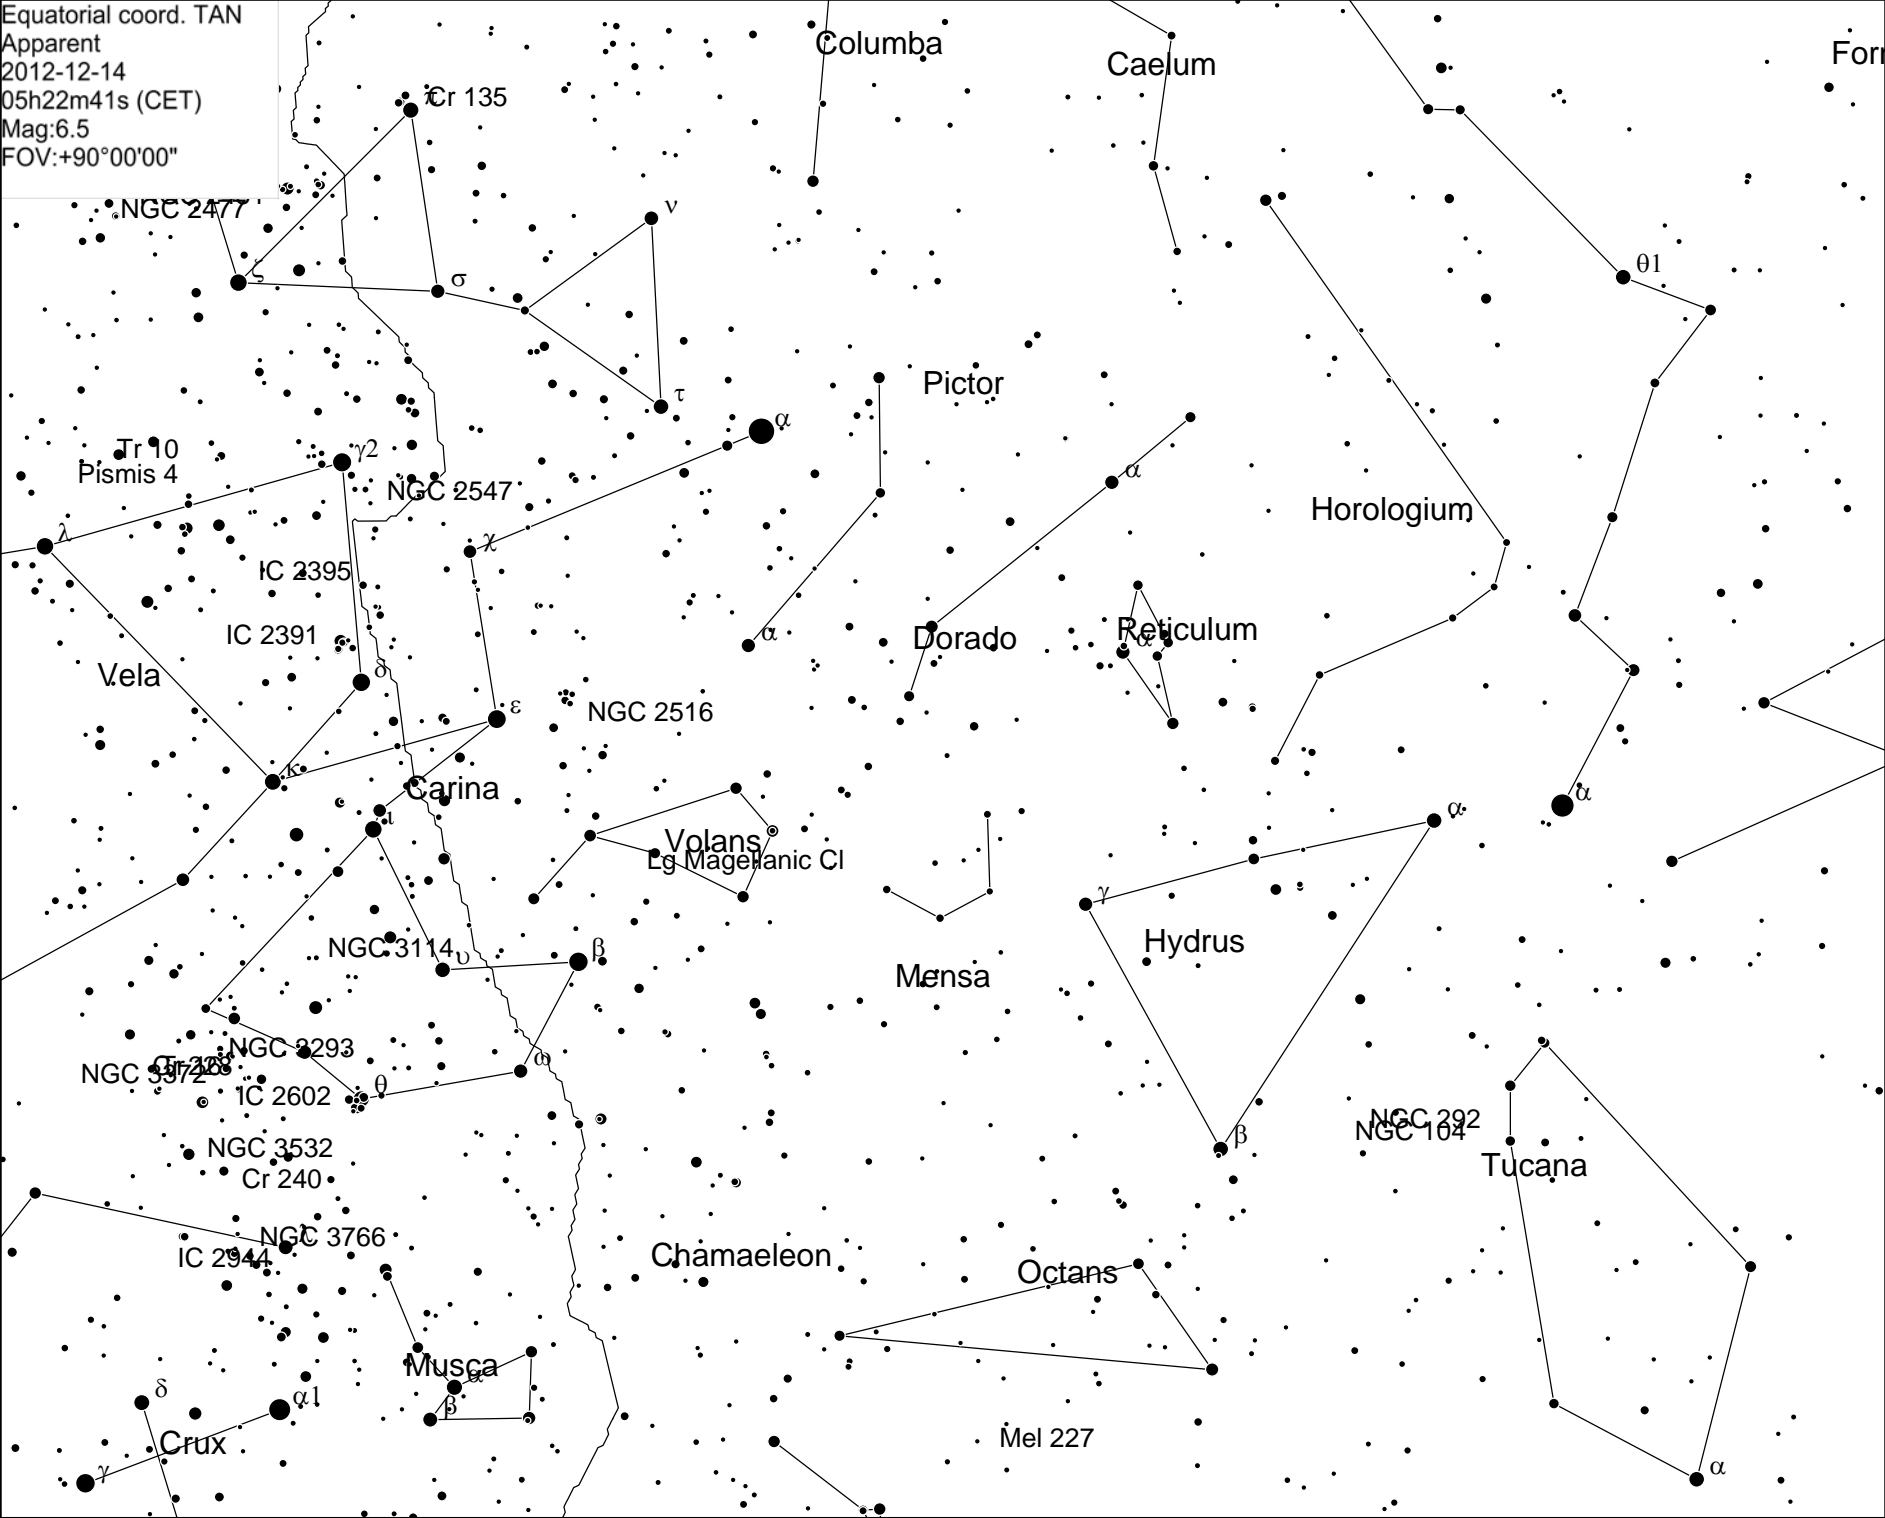 Equatorial coord. TAN
Apparent
2012-12-14
05h22m41s (CET)
Mag:6.5
FOV:+90°00'00"
Columba
Caelum
For
π
Cr 135
NGC 2477
ν
ζ
σ
θ1
Pictor
τ
α
Tr 10
Pismis 4
γ2
α
NGC 2547
Horologium
λ
χ
IC 2395
IC 2391
α
Dorado
Reticulum
α
Vela
δ
ε
NGC 2516
κ
Carina
α
α
ι
Volans
Lg Magellanic Cl
γ
Hydrus
NGC 3114
υ
β
Mensa
NGC 3293
ω
NGC 3372
IC 2602
θ
NGC 292
NGC 104
β
NGC 3532
Tucana
Cr 240
λ
NGC 3766
IC 2944
Chamaeleon
Octans
Musca
α
δ
α1
β
Crux
Mel 227
γ
α